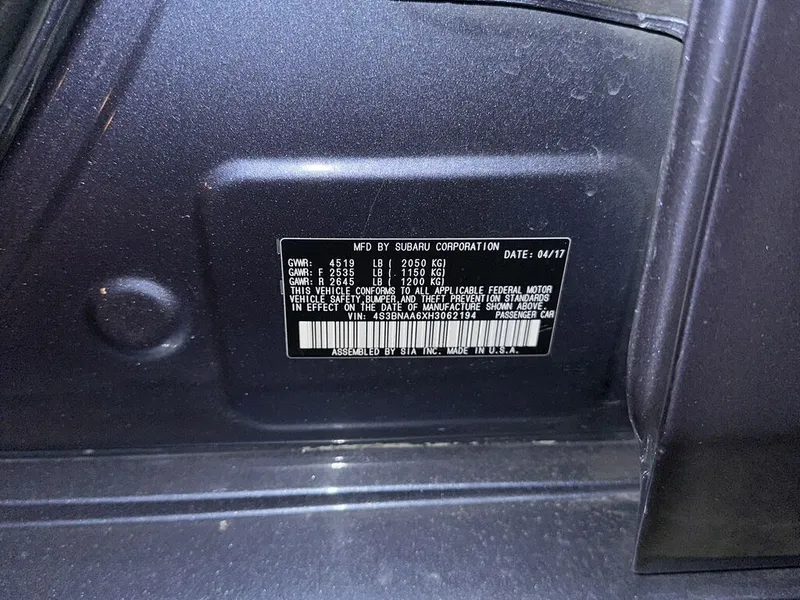 MFD BY SUBARU CORPORATION DATE: 04/17
GVWR: 4519 LB ( 2050 KG)
GAWR: F 2535 LB ( 1150 KG)
GAWR: R 2645 LB ( 1200 KG)
THIS VEHICLE CONFORMS TO ALL APPLICABLE FEDERAL MOTOR
VEHICLE SAFETY, BUMPER, AND THEFT PREVENTION STANDARDS
IN EFFECT ON THE DATE OF MANUFACTURE SHOWN ABOVE.
VIN: 4S3BNAA6XH3062194 PASSENGER CAR
ASSEMBLED BY SIA INC. MADE IN U.S.A.